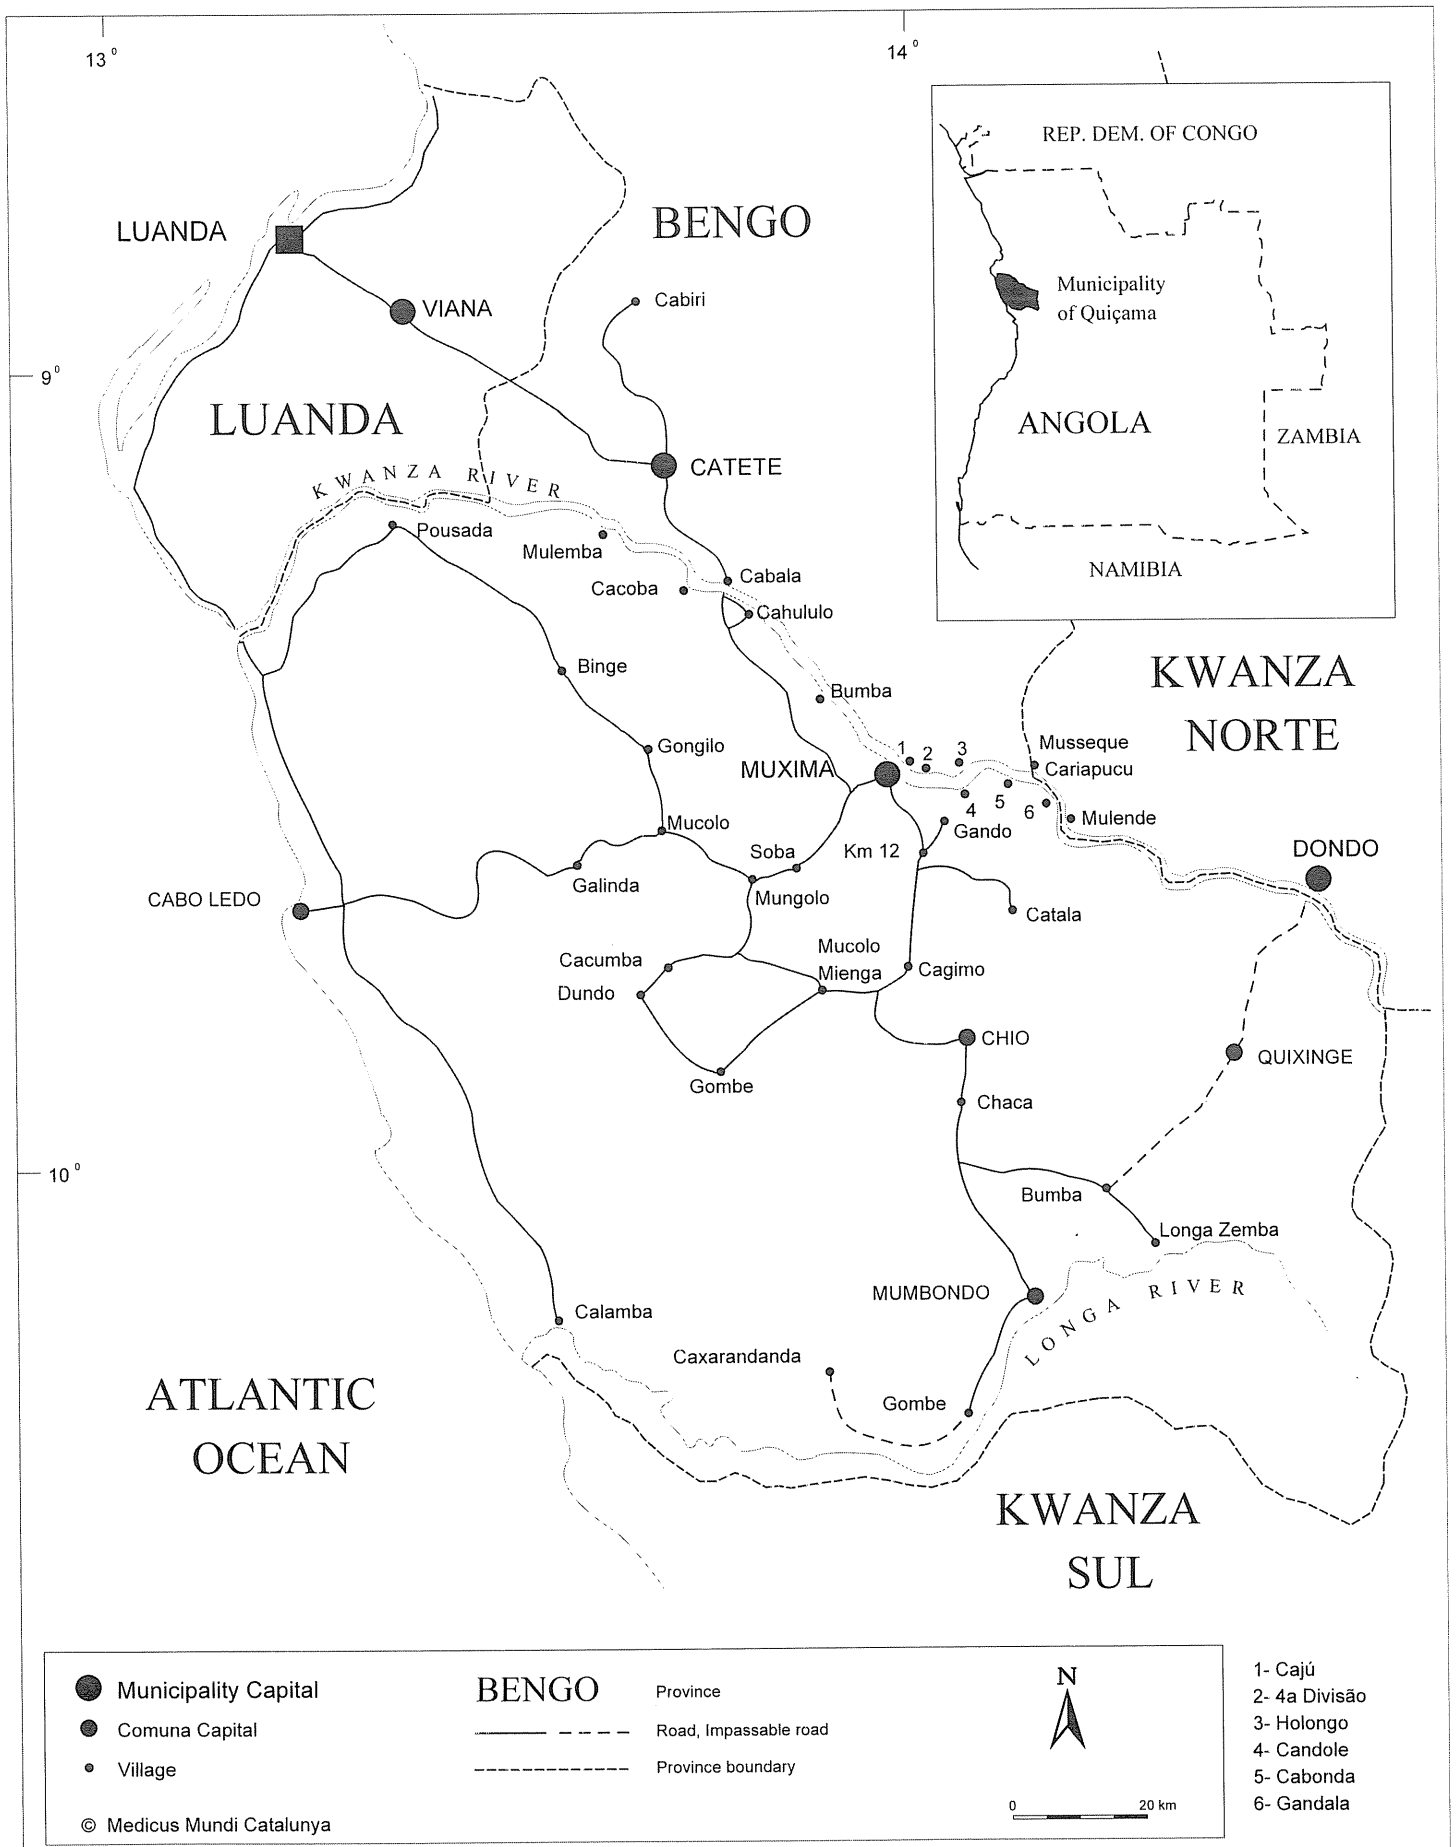 13⁰
14⁰
REP. DEM. OF CONGO
LUANDA
BENGO
Municipality
of Quiçama
Cabiri
VIANA
9⁰
LUANDA
ANGOLA
ZAMBIA
CATETE
KWANZA RIVER
Pousada
Mulemba
NAMIBIA
Cabala
Cacoba
Cahululo
Binge
KWANZA
NORTE
Bumba
Gongilo
1
2
3
Musseque
Cariapucu
MUXIMA
4
5
6
Mulende
Mucolo
Gando
Soba
Km 12
DONDO
Galinda
Mungolo
CABO LEDO
Catala
Mucolo
Mienga
Cacumba
Cagimo
Dundo
CHIO
QUIXINGE
Gombe
Chaca
10⁰
Bumba
Longa Zemba
MUMBONDO
LONGA RIVER
Calamba
Caxarandanda
ATLANTIC
OCEAN
Gombe
KWANZA
SUL
Municipality Capital
Comuna Capital
Village
© Medicus Mundi Catalunya
BENGO
Province
Road, Impassable road
Province boundary
N
0
20 km
1- Cajú
2- 4a Divisão
3- Holongo
4- Candole
5- Cabonda
6- Gandala